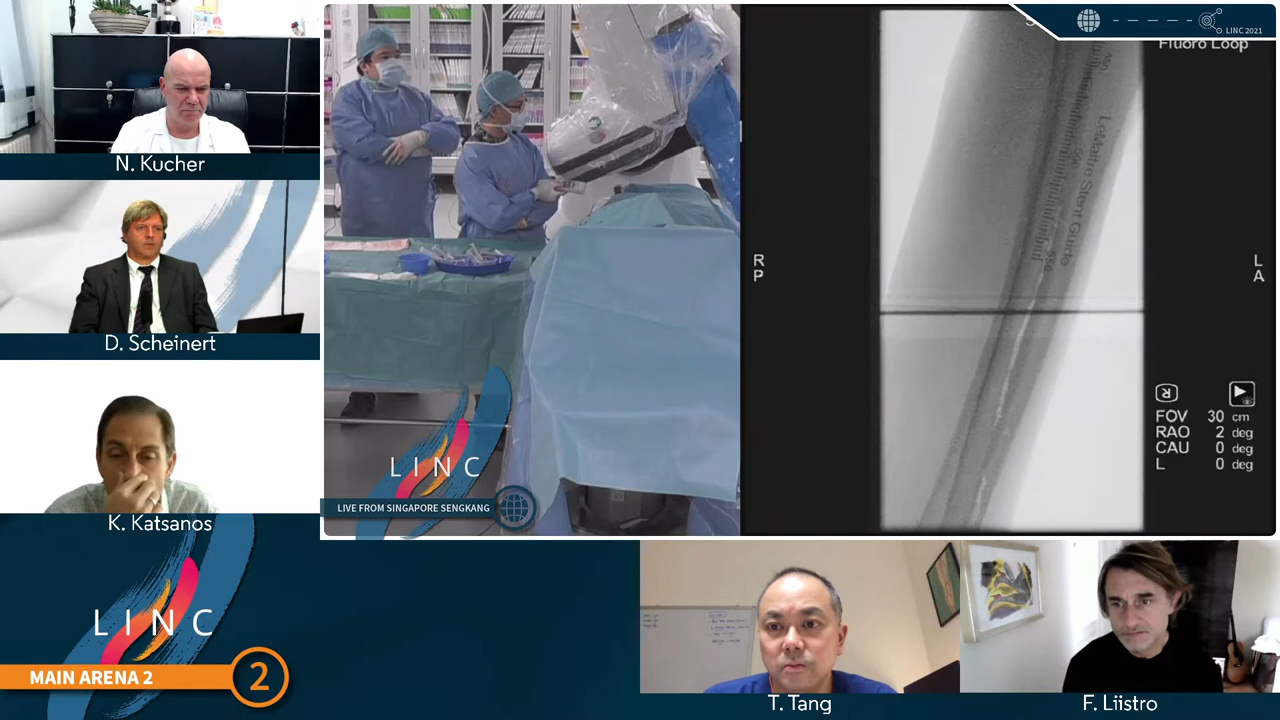 N. Kucher
D. Scheinert
K. Katsanos
LINC
MAIN ARENA 2
2
LINC
LIVE FROM SINGAPORE SENGKANG
LINC 2021
Fluoro Loop
LeMaitre Stent Guide
R
P
L
A
R
FOV 30 cm
RAO 2 deg
CAU 0 deg
L 0 deg
T. Tang
F. Liistro